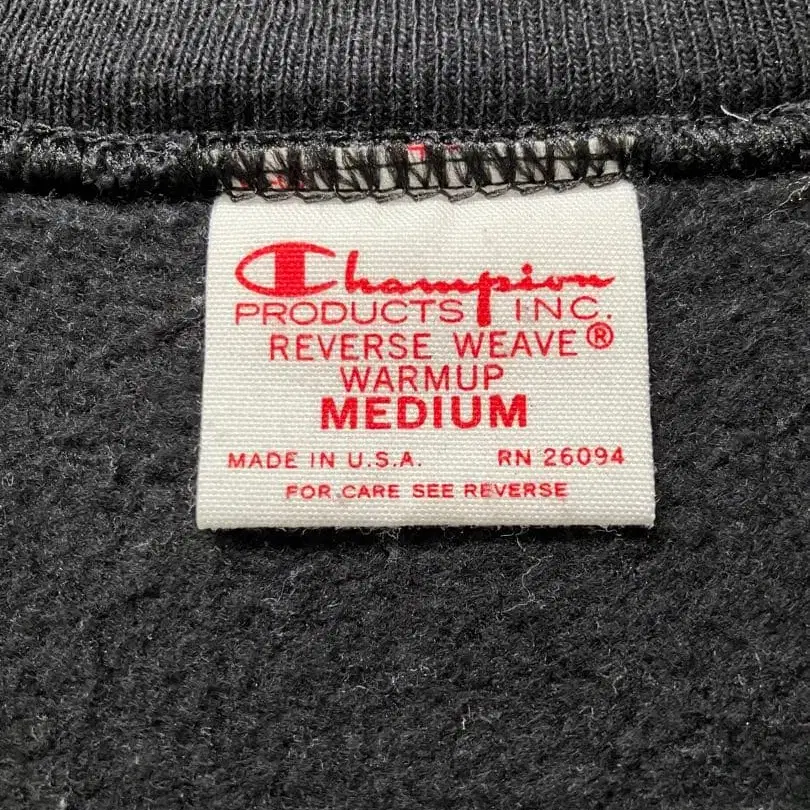 Champion
PRODUCTS INC.
REVERSE WEAVE®
WARMUP
MEDIUM
MADE IN U.S.A. RN 26094
FOR CARE SEE REVERSE